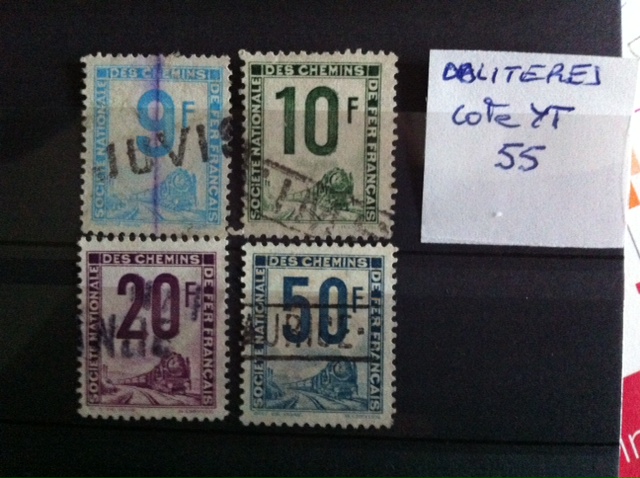 DES CHEMINS
SOCIÉTÉ NATIONALE
9F
DE FER FRANÇAIS
JUVIS
DES CHEMINS
SOCIÉTÉ NATIONALE
10F
DE FER FRANÇAIS
DES CHEMINS
SOCIÉTÉ NATIONALE
20F
DE FER FRANÇAIS
DES CHEMINS
SOCIÉTÉ NATIONALE
50F
DE FER FRANÇAIS
OBLITERES
cote YT
55